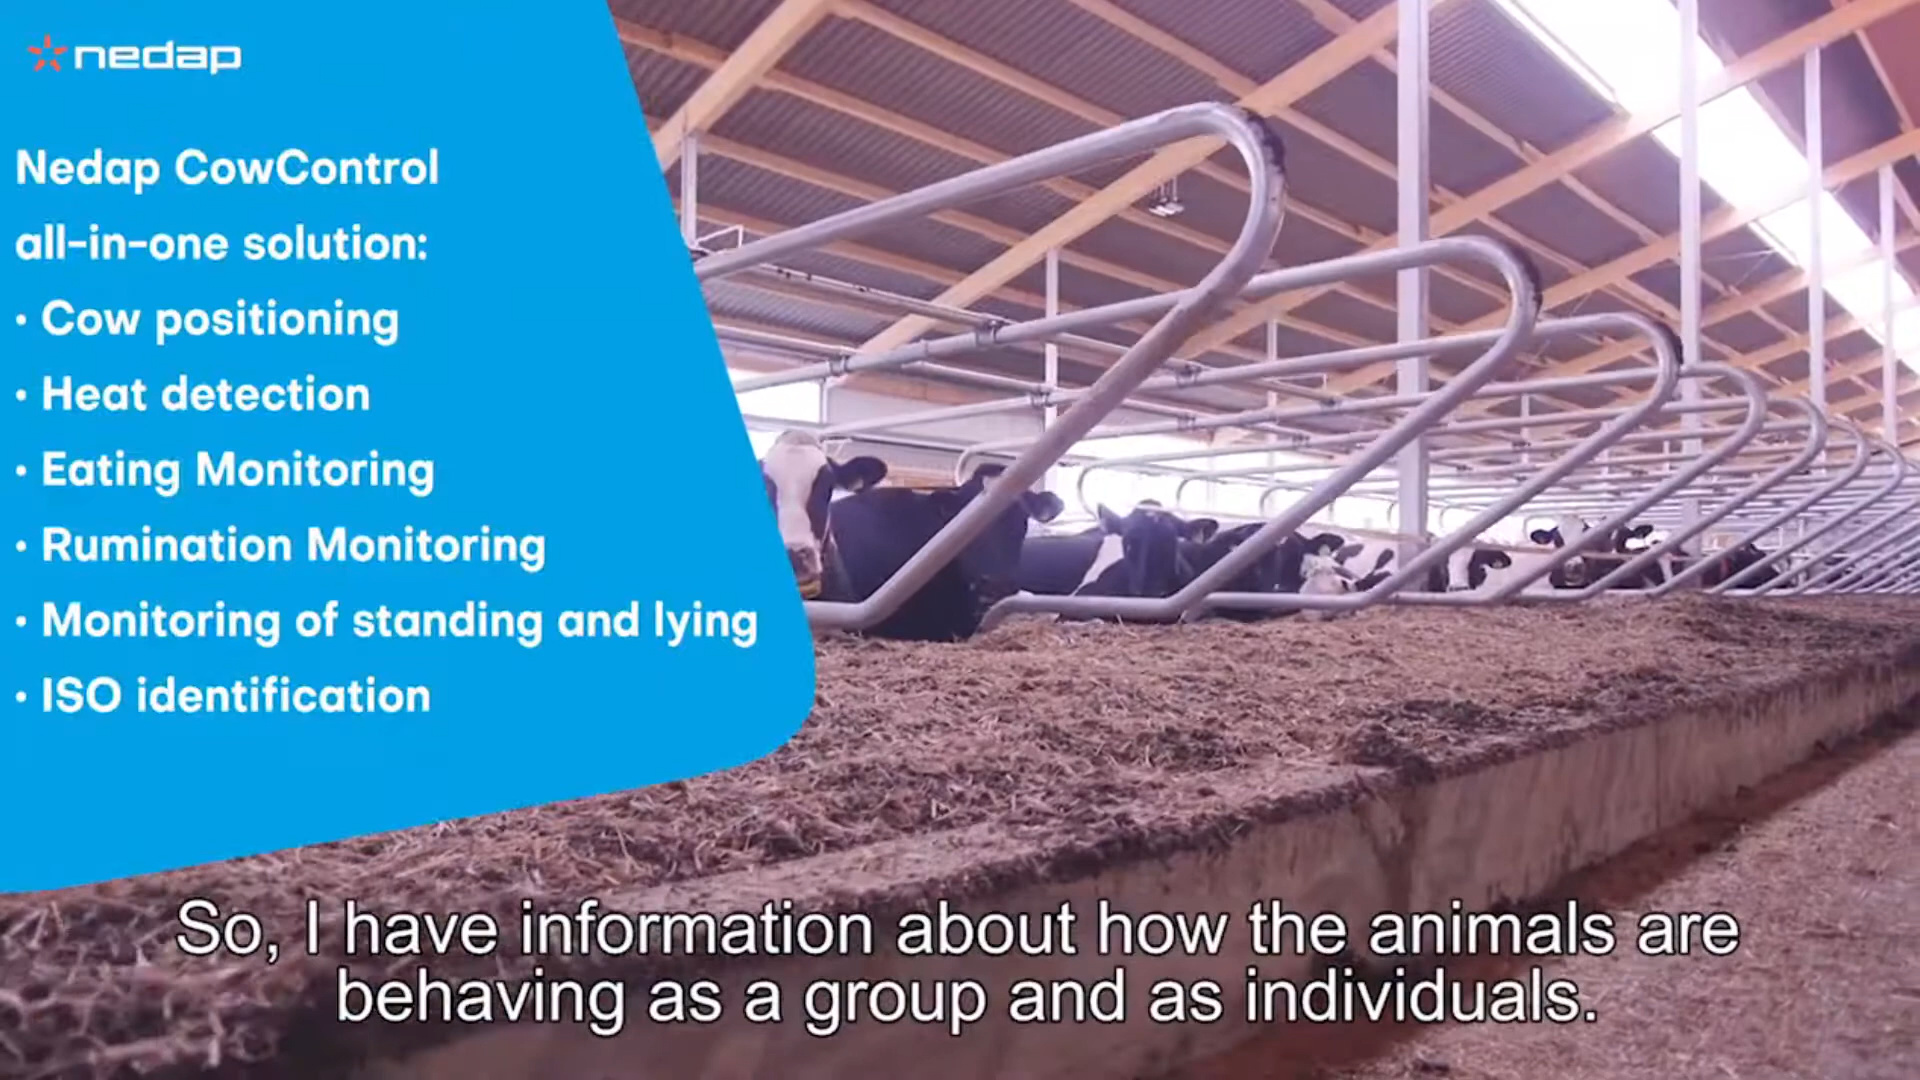 nedap
Nedap CowControl
all-in-one solution:
• Cow positioning
• Heat detection
• Eating Monitoring
• Rumination Monitoring
• Monitoring of standing and lying
• ISO identification
So, I have information about how the animals are
behaving as a group and as individuals.